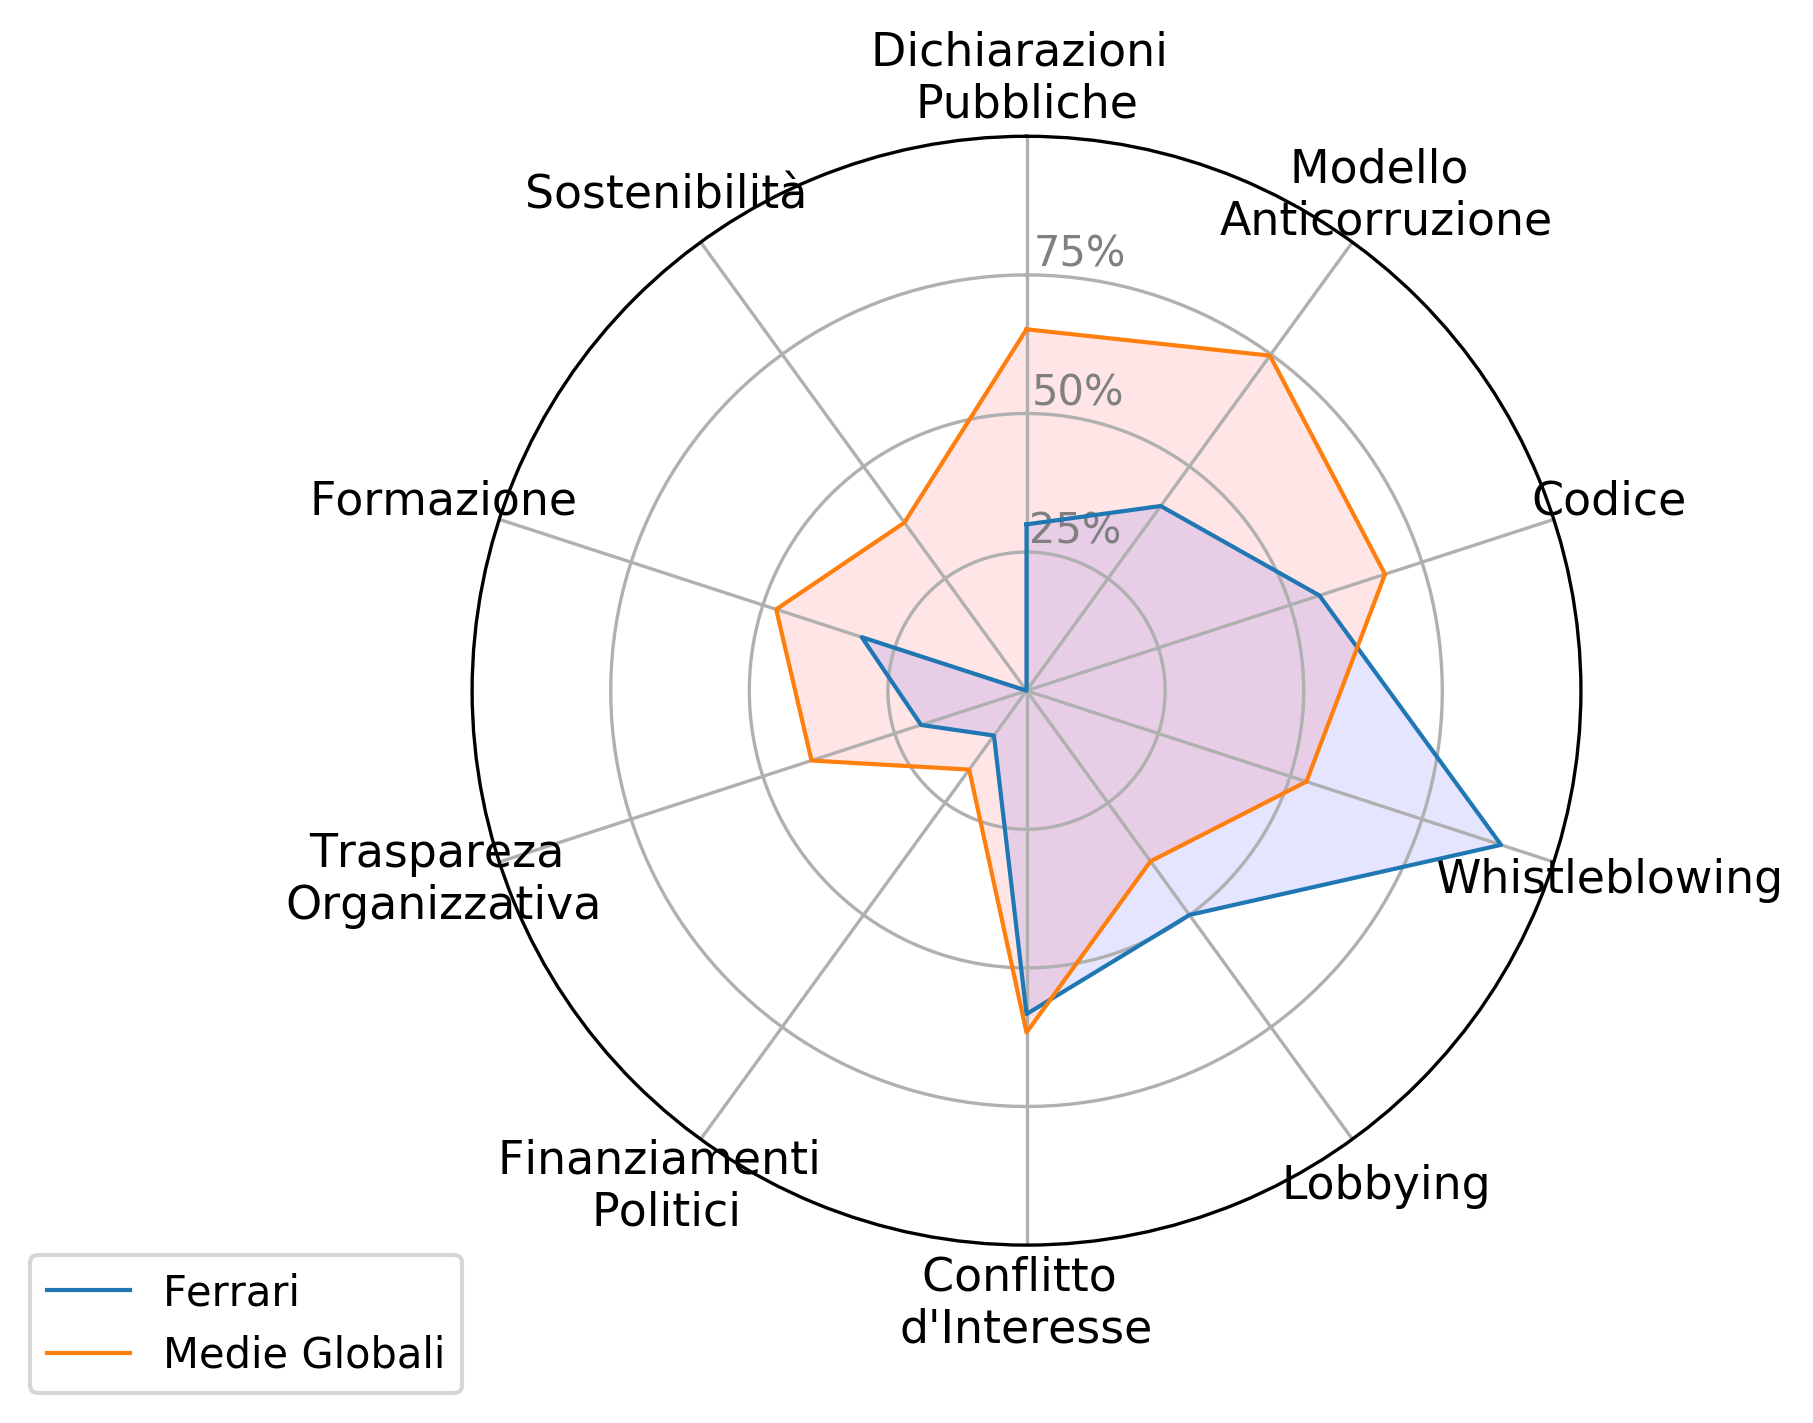 Dichiarazioni
Pubbliche
Modello
Anticorruzione
Sostenibilità
75%
50%
25%
Formazione
Codice
Traspareza
Organizzativa
Whistleblowing
Finanziamenti
Politici
Lobbying
Conflitto
d'Interesse
Ferrari
Medie Globali